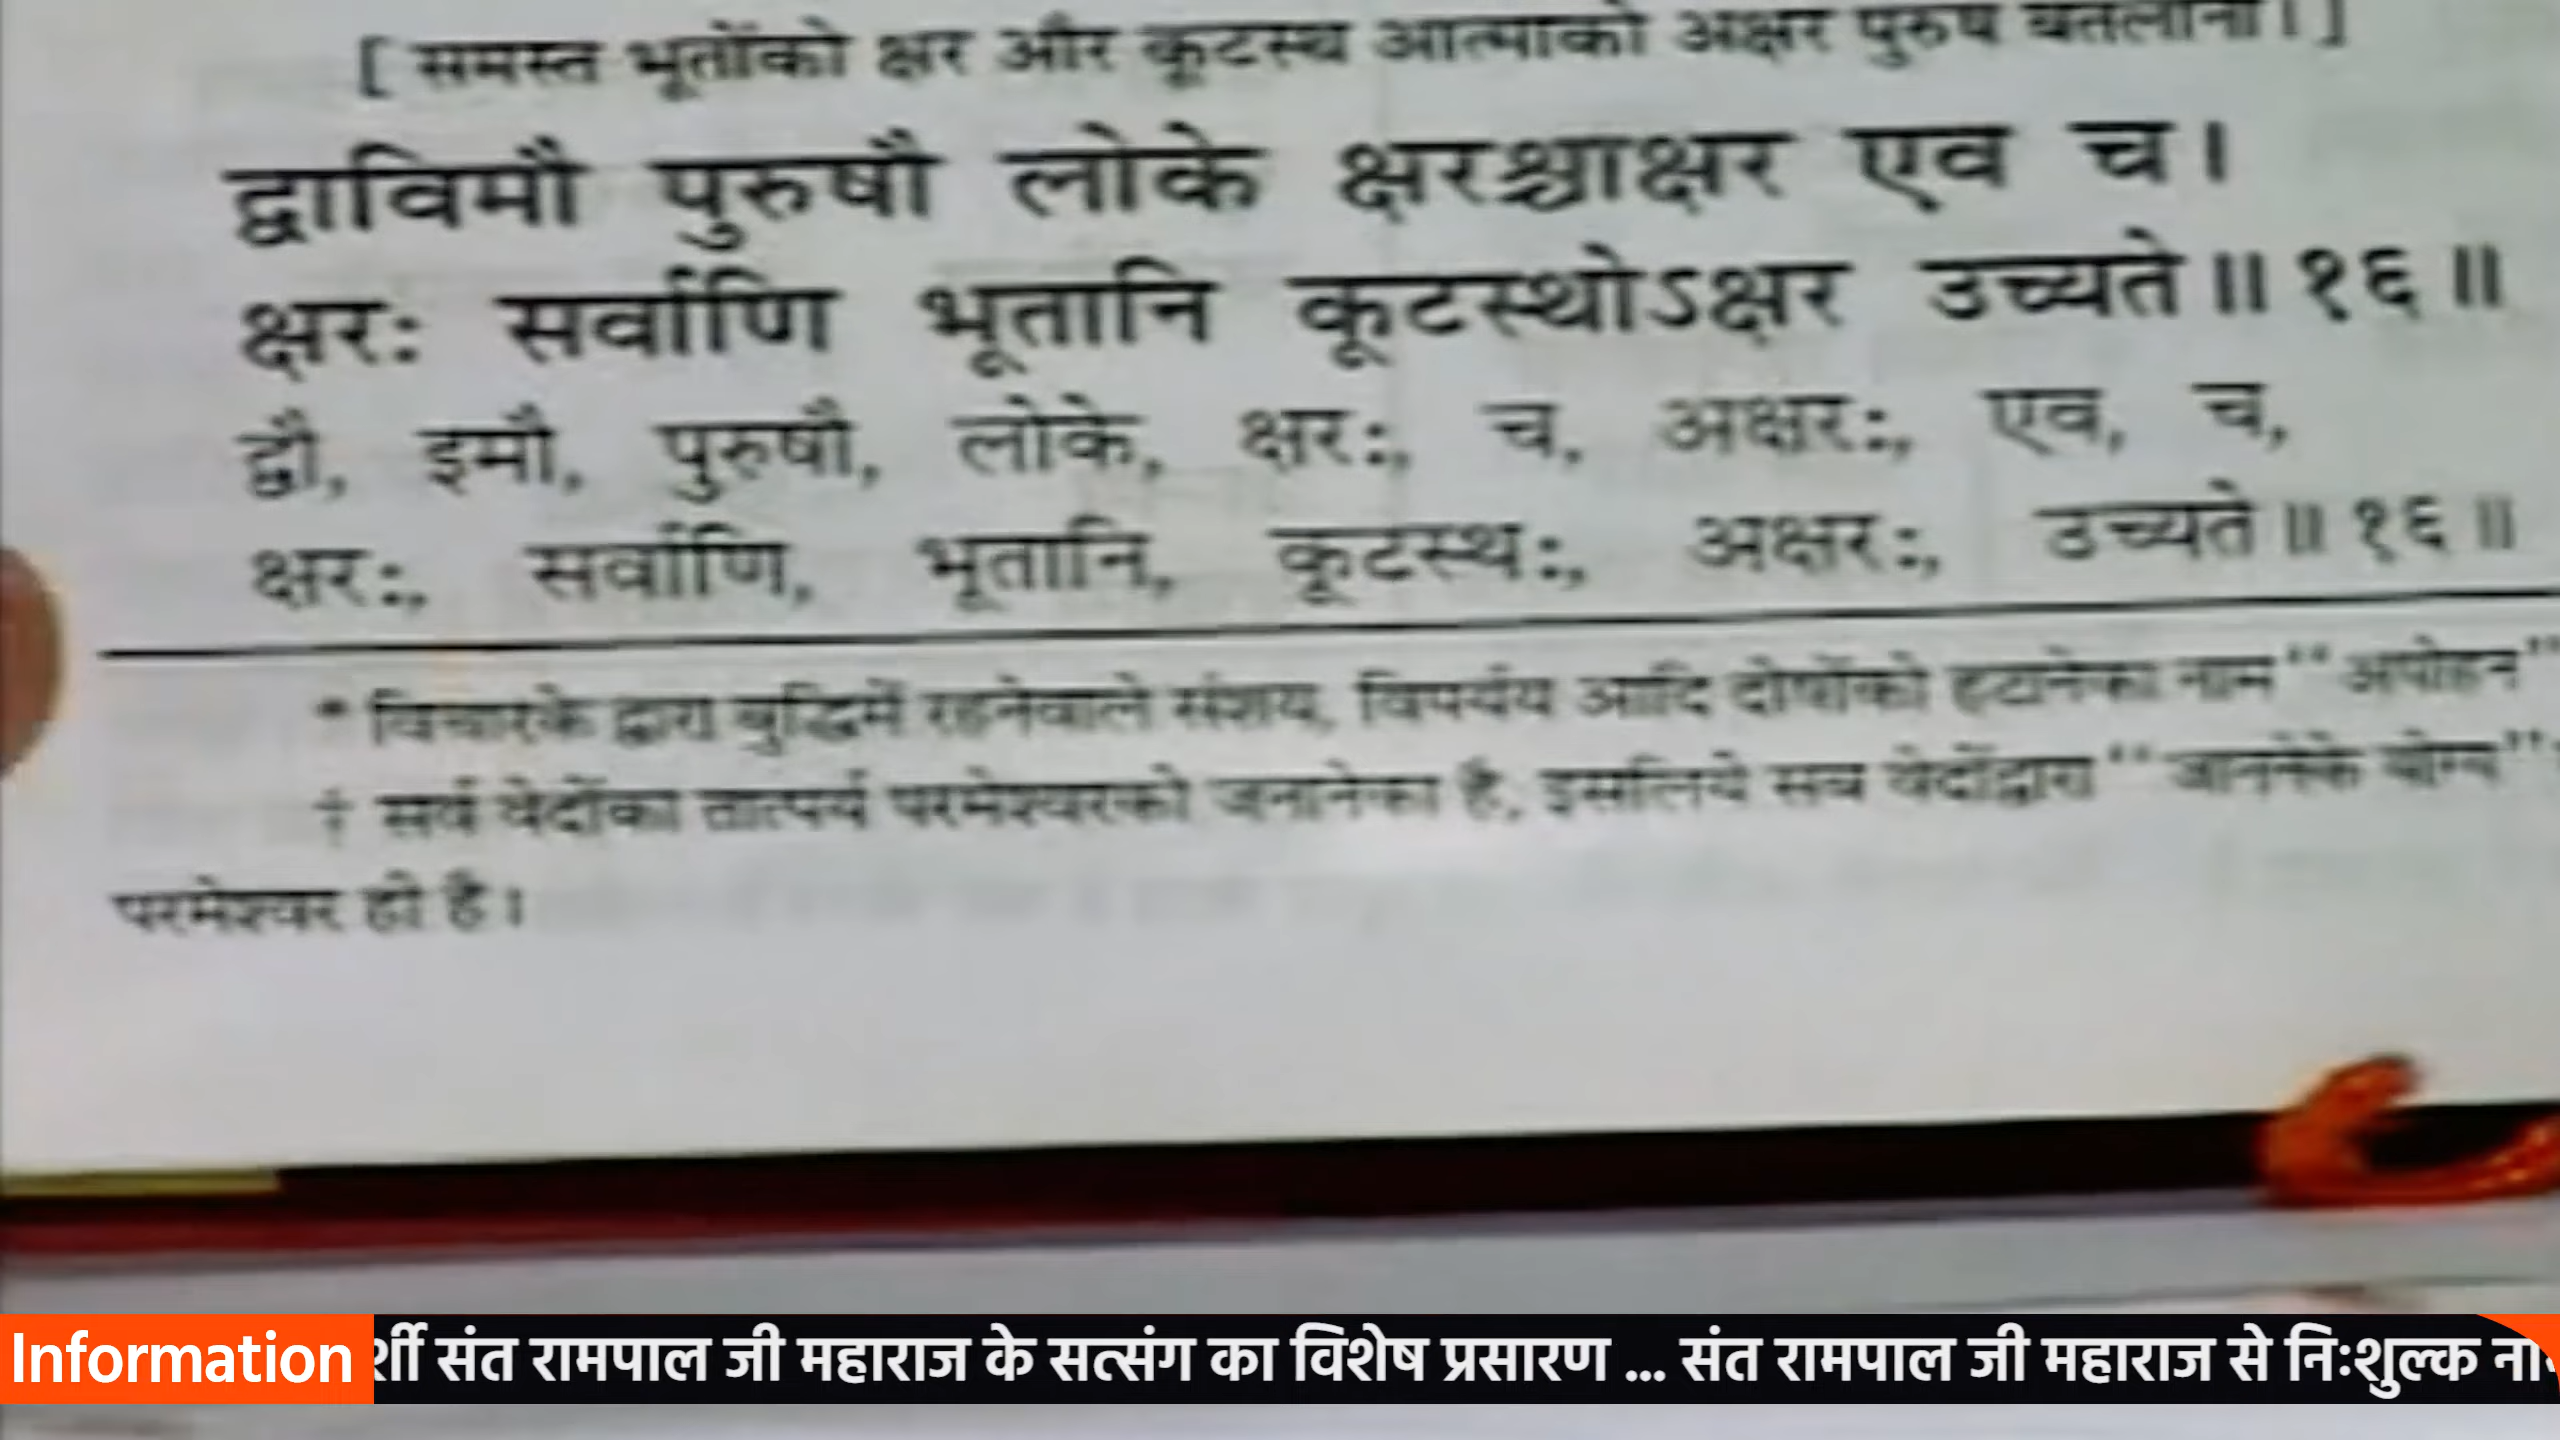 [ समस्त भूतोंको क्षर और कूटस्थ आत्माको अक्षर पुरुष बतलाना। ]
द्वाविमौ पुरुषौ लोके क्षरश्चाक्षर एव च।
क्षरः सर्वाणि भूतानि कूटस्थोऽक्षर उच्यते॥१६॥
द्वौ, इमौ, पुरुषौ, लोके, क्षरः, च, अक्षरः, एव, च,
क्षरः, सर्वाणि, भूतानि, कूटस्थः, अक्षरः, उच्यते॥१६॥
* विचारके द्वारा बुद्धिमें रहनेवाले संशय, विपर्यय आदि दोषोंको हटानेका नाम ‘‘अपोहन’’
† सर्व वेदोंका तात्पर्य परमेश्वरको जनानेका है, इसलिये सब वेदोंद्वारा ‘‘जाननेके योग्य’’
परमेश्वर ही है।
Information र्शी संत रामपाल जी महाराज के सत्संग का विशेष प्रसारण ... संत रामपाल जी महाराज से निःशुल्क